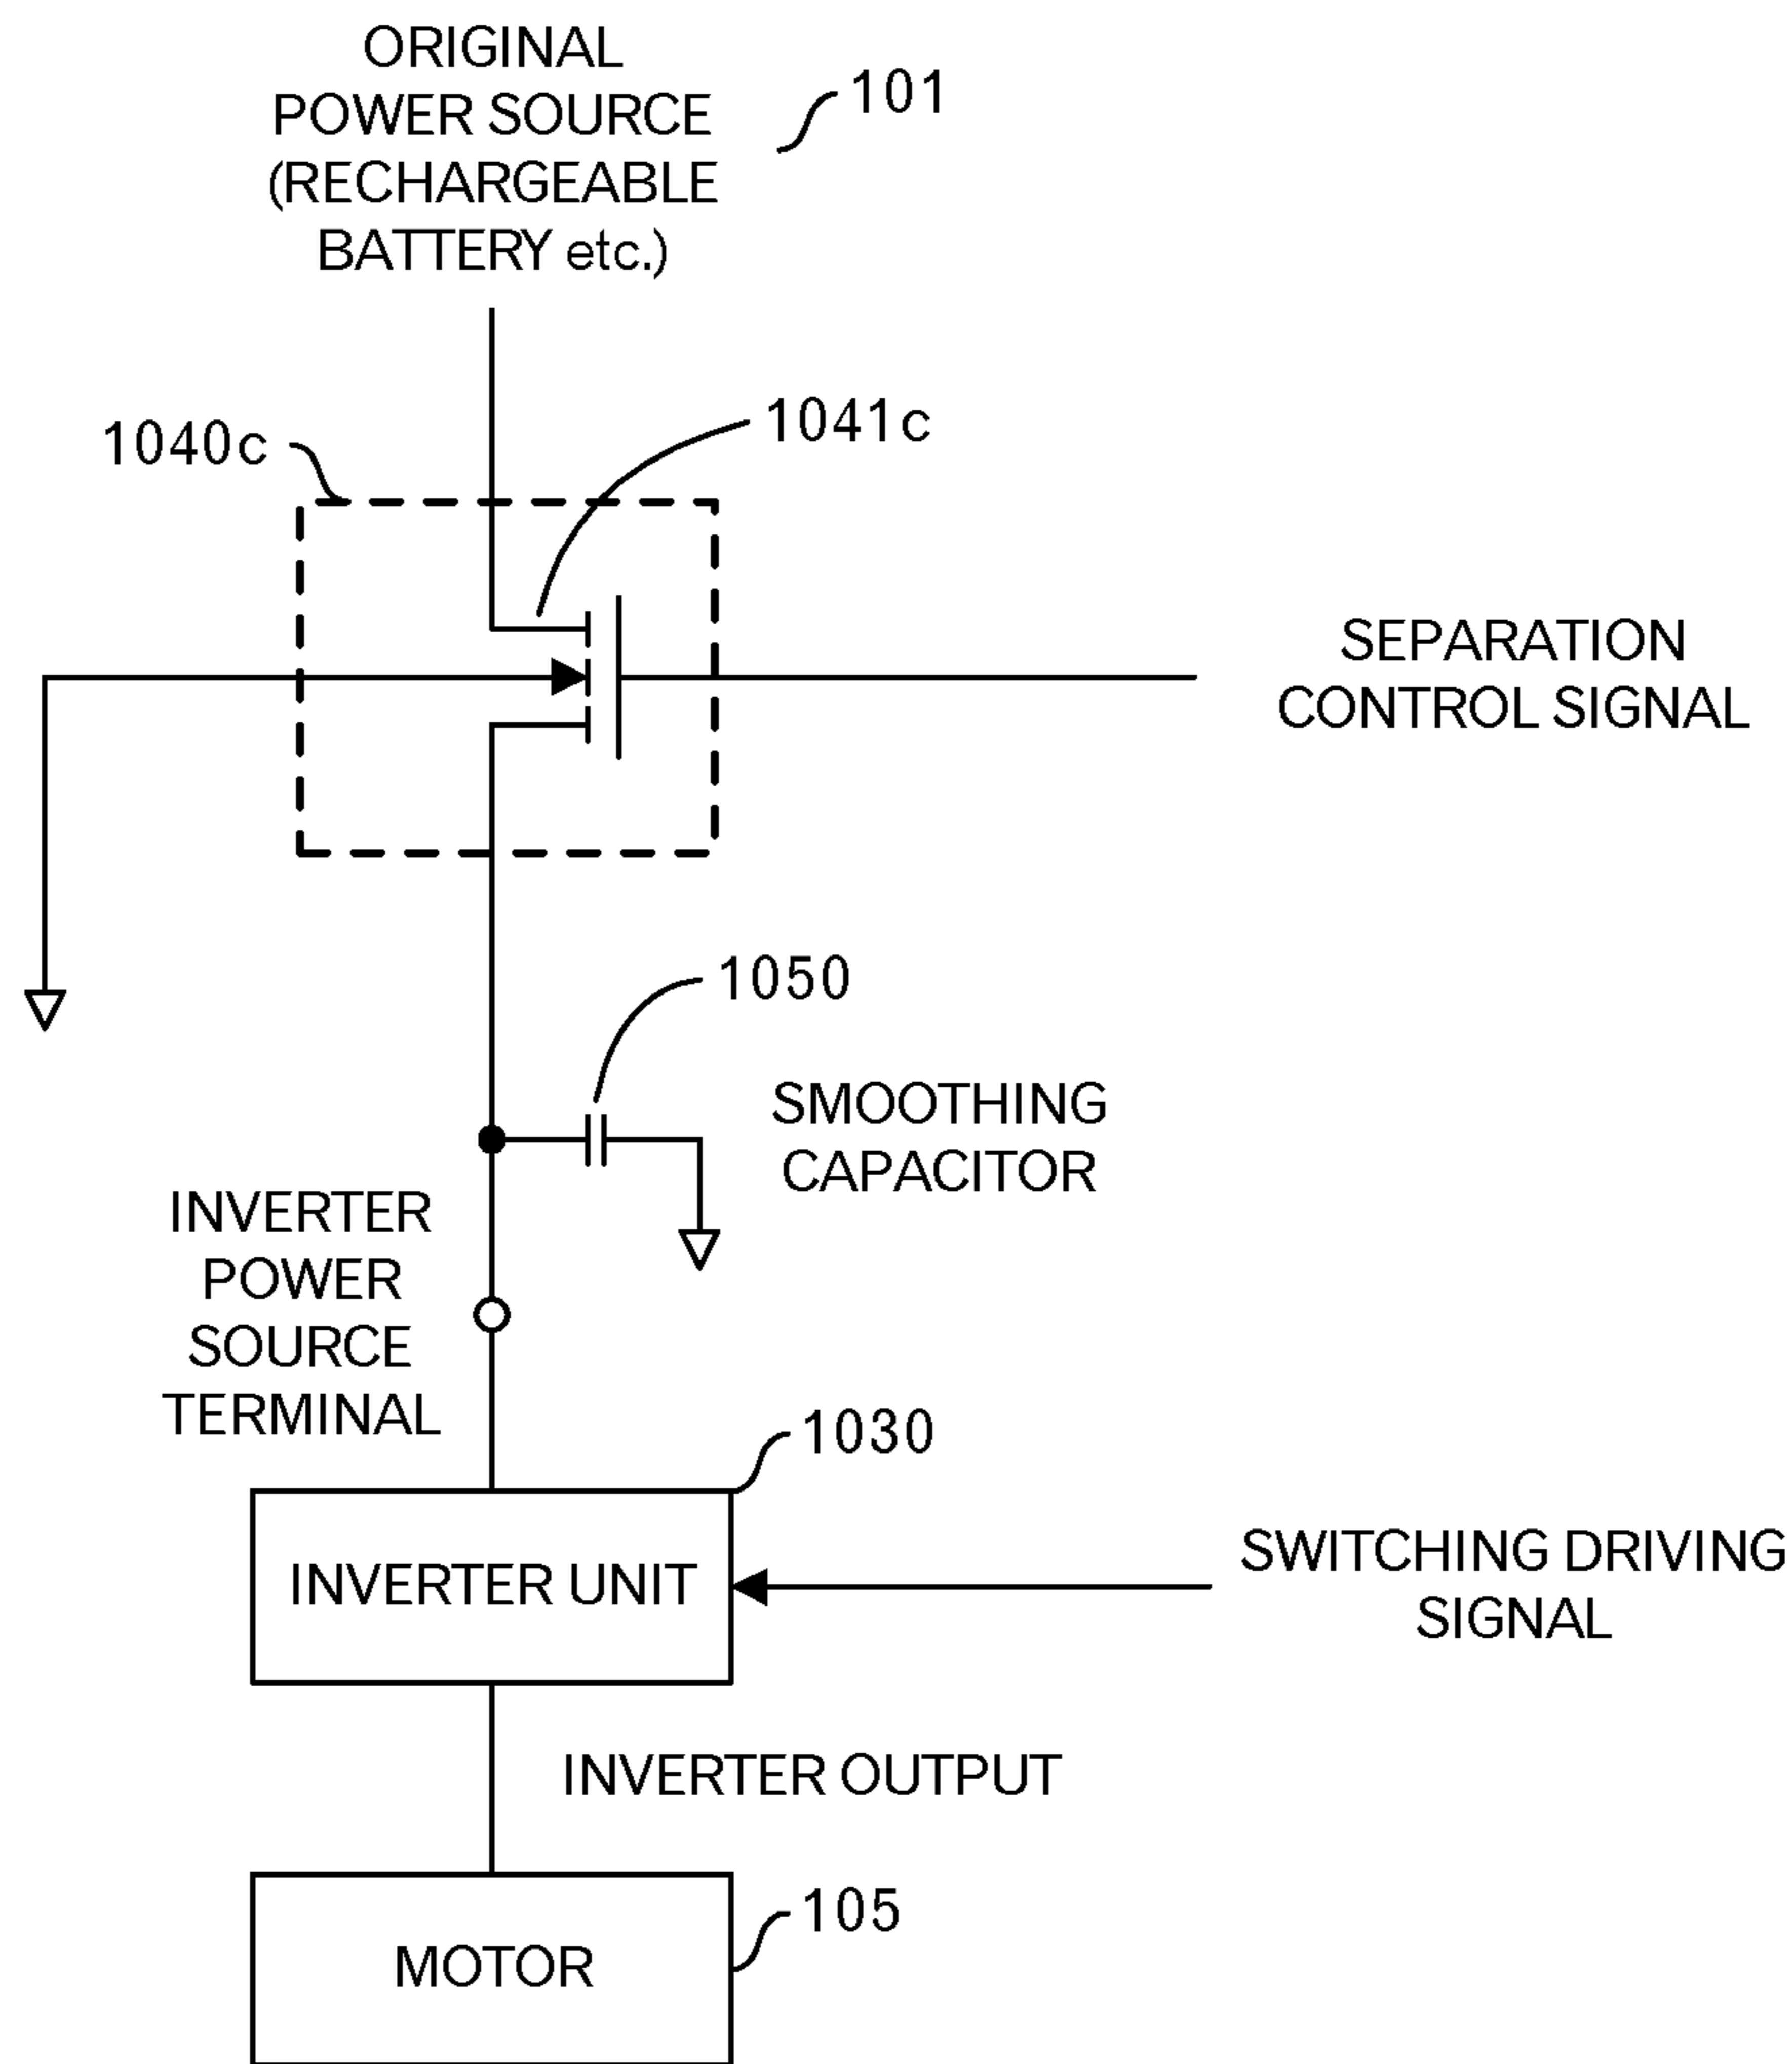 ORIGINAL
POWER SOURCE
(RECHARGEABLE
BATTERY etc.)
101
1040c
1041c
SEPARATION
CONTROL SIGNAL
1050
SMOOTHING
CAPACITOR
INVERTER
POWER
SOURCE
TERMINAL
1030
INVERTER UNIT
SWITCHING DRIVING
SIGNAL
INVERTER OUTPUT
105
MOTOR